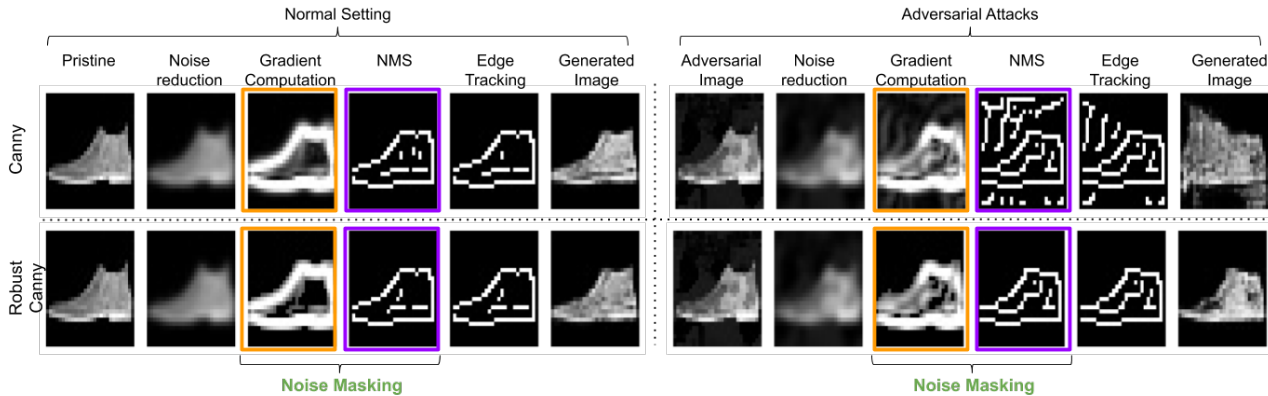 Normal Setting
Adversarial Attacks
Pristine
Noise
reduction
Gradient
Computation
NMS
Edge
Tracking
Generated
Image
Adversarial
Image
Noise
reduction
Gradient
Computation
NMS
Edge
Tracking
Generated
Image
Canny
Robust
Canny
Noise Masking
Noise Masking